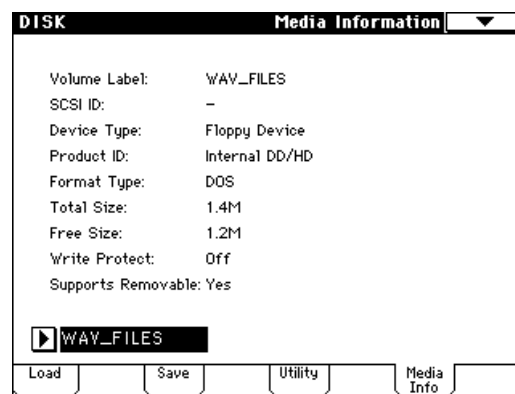 DISK Media Information
Volume Label: WAV_FILES
SCSI ID: –
Device Type: Floppy Device
Product ID: Internal DD/HD
Format Type: DOS
Total Size: 1.4M
Free Size: 1.2M
Write Protect: Off
Supports Removable: Yes
WAV_FILES
Load Save Utility Media
Info